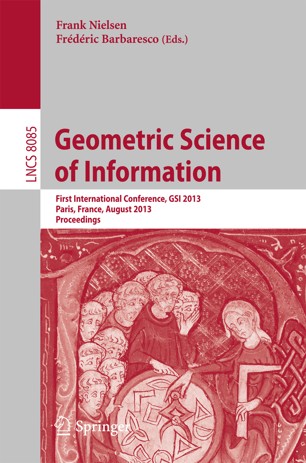 Frank Nielsen
Frédéric Barbaresco (Eds.)
LNCS 8085
Geometric Science
of Information
First International Conference, GSI 2013
Paris, France, August 2013
Proceedings
Springer